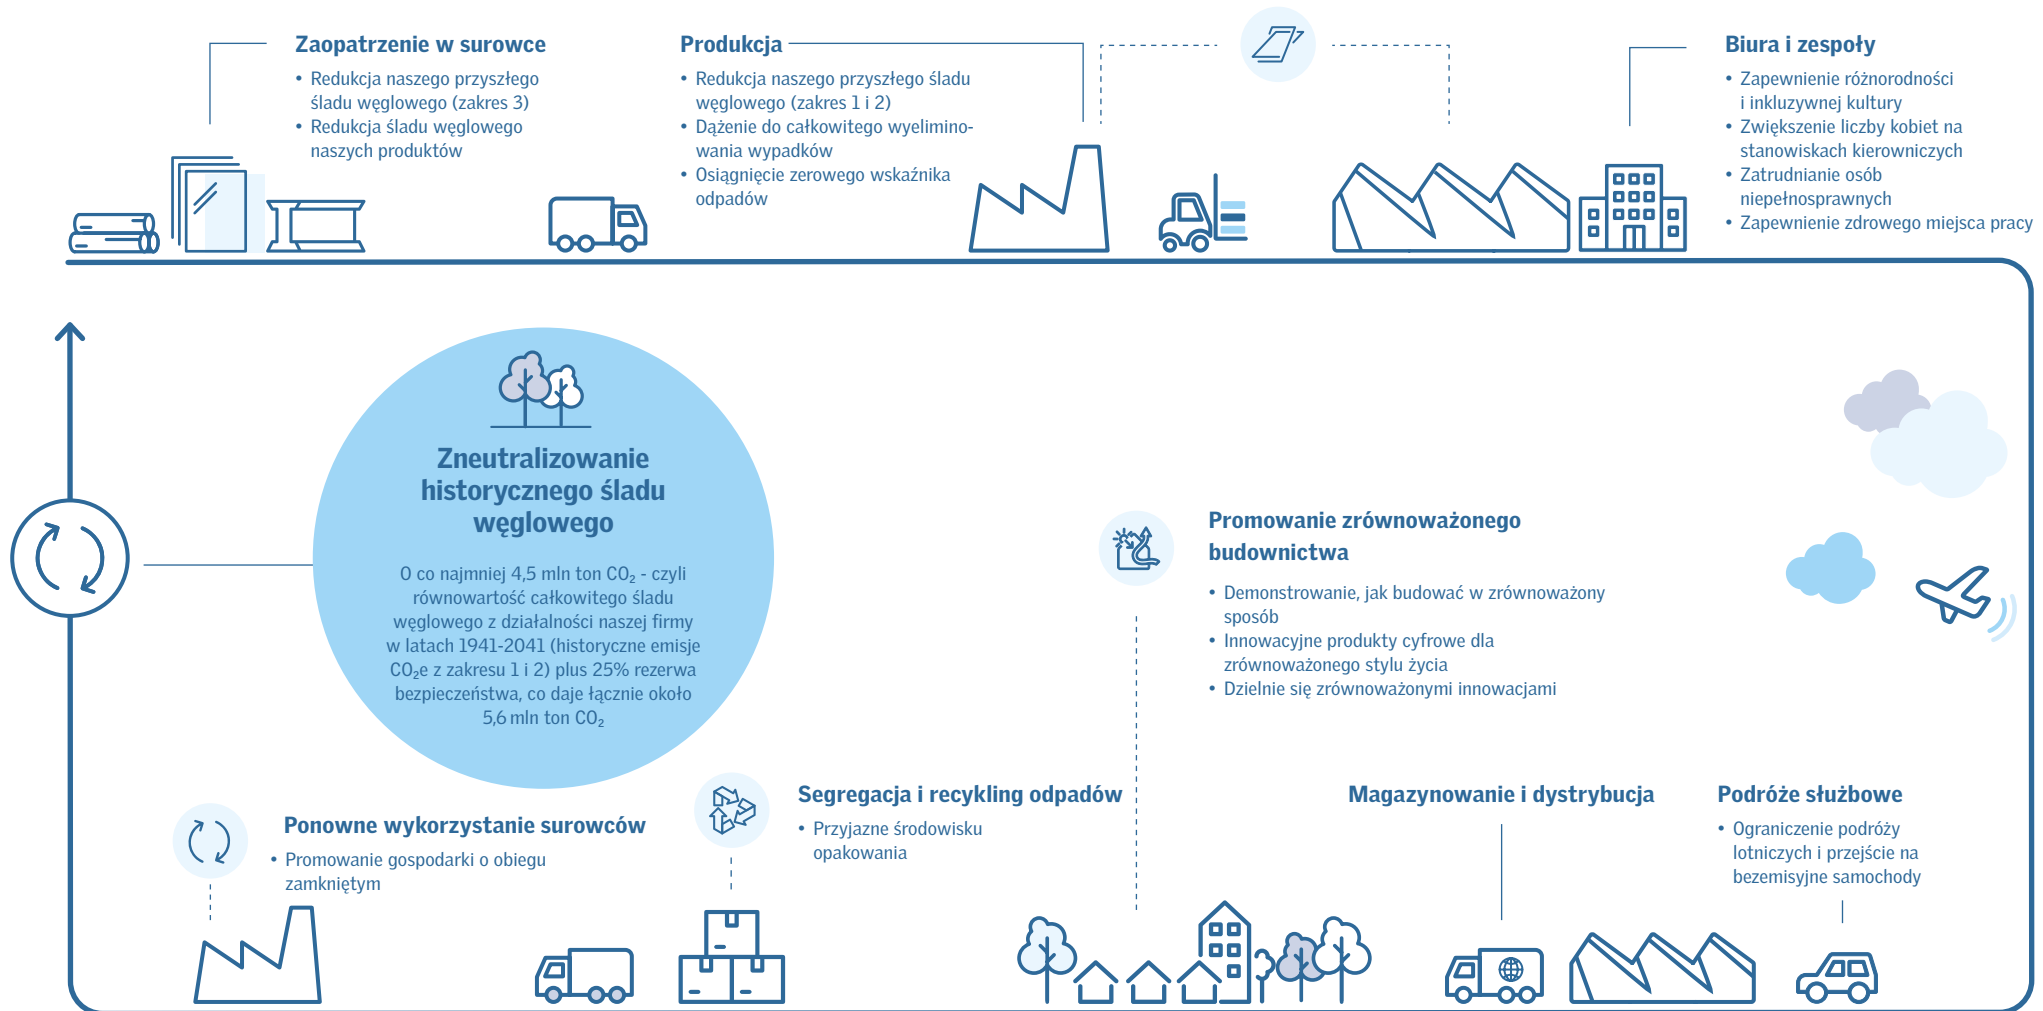 Zaopatrzenie w surowce
• Redukcja naszego przyszłego
śladu węglowego (zakres 3)
• Redukcja śladu węglowego
naszych produktów
Produkcja
• Redukcja naszego przyszłego śladu
węglowego (zakres 1 i 2)
• Dążenie do całkowitego wyelimino-
wania wypadków
• Osiągnięcie zerowego wskaźnika
odpadów
Biura i zespoły
• Zapewnienie różnorodności
i inkluzywnej kultury
• Zwiększenie liczby kobiet na
stanowiskach kierowniczych
• Zatrudnianie osób
niepełnosprawnych
• Zapewnienie zdrowego miejsca pracy
Zneutralizowanie
historycznego śladu
węglowego
O co najmniej 4,5 mln ton CO₂ - czyli
równowartość całkowitego śladu
węglowego z działalności naszej firmy
w latach 1941-2041 (historyczne emisje
CO₂e z zakresu 1 i 2) plus 25% rezerwa
bezpieczeństwa, co daje łącznie około
5,6 mln ton CO₂
Promowanie zrównoważonego
budownictwa
• Demonstrowanie, jak budować w zrównoważony
sposób
• Innowacyjne produkty cyfrowe dla
zrównoważonego stylu życia
• Dzielnie się zrównoważonymi innowacjami
Ponowne wykorzystanie surowców
• Promowanie gospodarki o obiegu
zamkniętym
Segregacja i recykling odpadów
• Przyjazne środowisku
opakowania
Magazynowanie i dystrybucja
Podróże służbowe
• Ograniczenie podróży
lotniczych i przejście na
bezemisyjne samochody